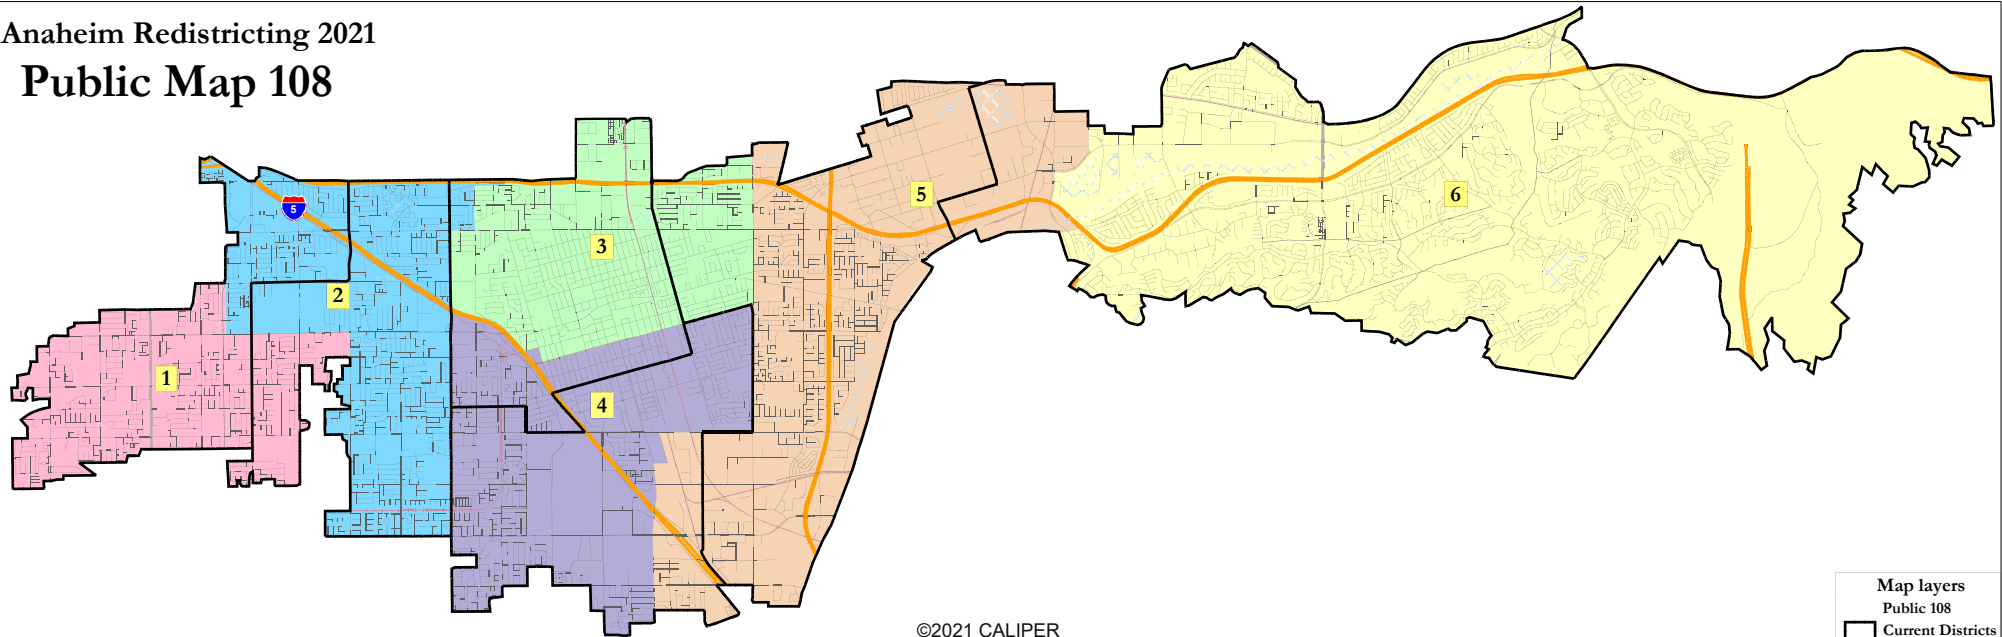 Anaheim Redistricting 2021
Public Map 108
5
1
2
3
4
5
6
Map layers
Public 108
Current Districts
©2021 CALIPER